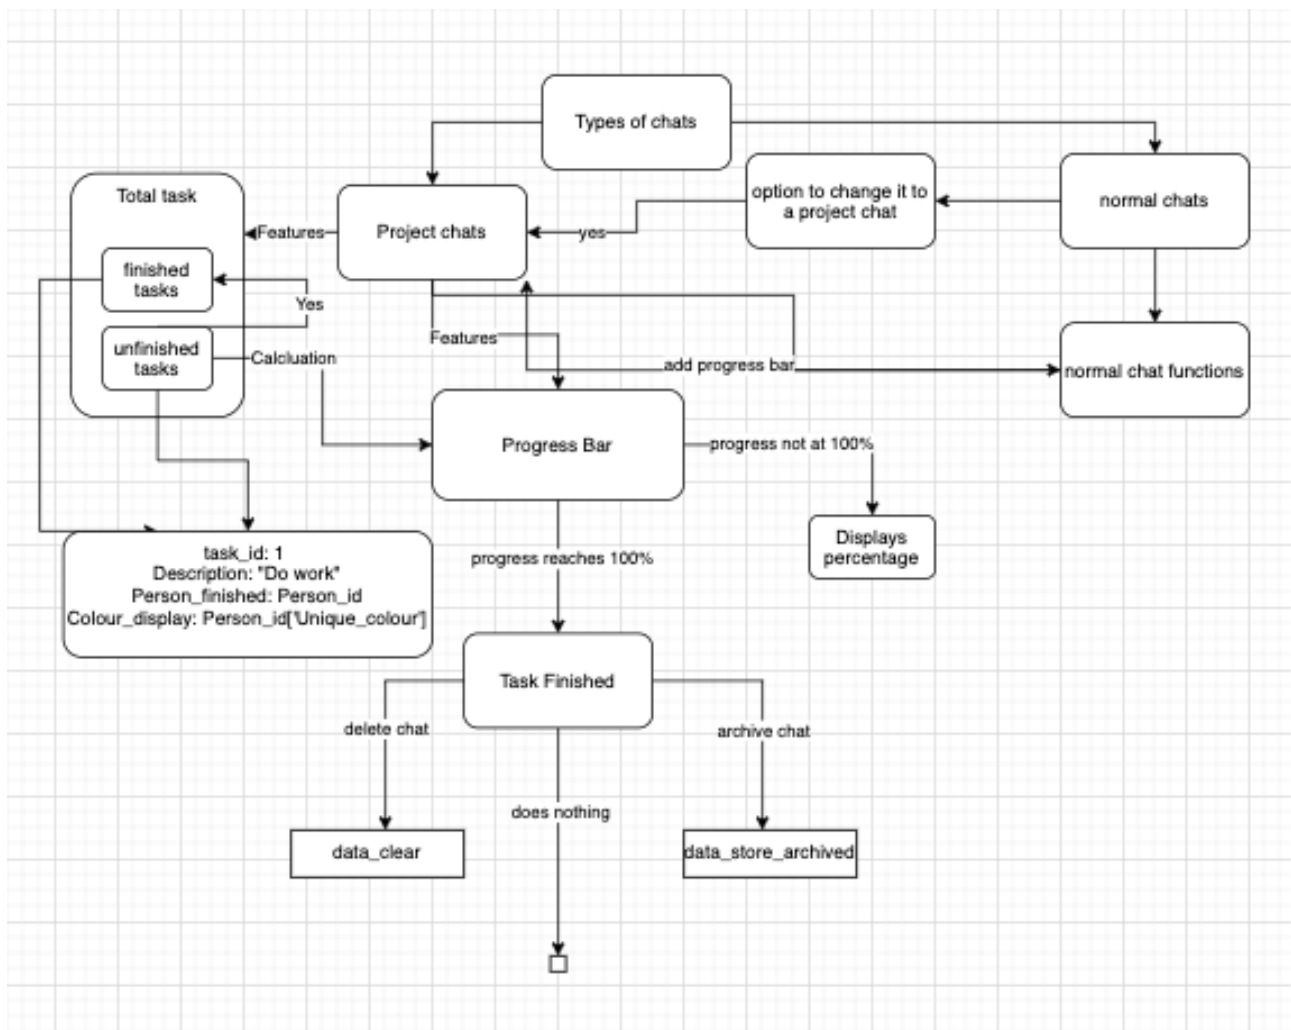 Types of chats
option to change it to
a project chat
normal chats
Total task
Project chats
Features
yes
finished
tasks
Yes
unfinished
tasks
Calcluation
Features
add progress bar
normal chat functions
Progress Bar
progress not at 100%
Displays
percentage
task_id: 1
Description: "Do work"
Person_finished: Person_id
Colour_display: Person_id['Unique_colour']
progress reaches 100%
Task Finished
delete chat
archive chat
does nothing
data_clear
data_store_archived